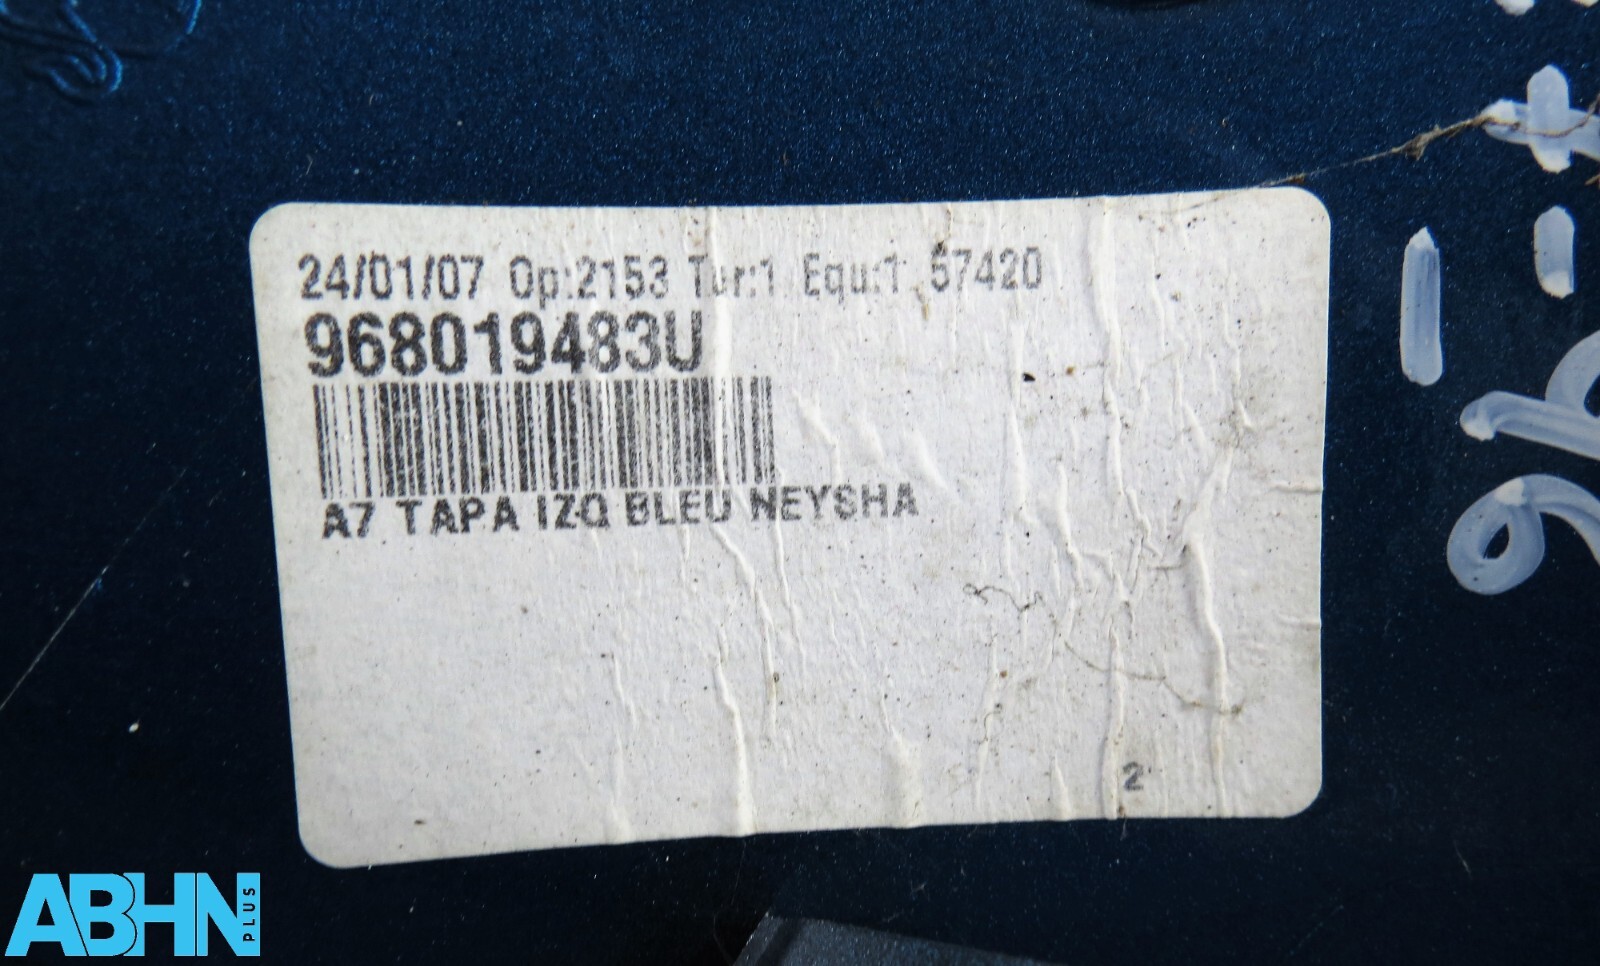 24/01/07 Op:2153 Tur:1 Equ:1 57420
968019483U
A7 TAPA IZQ BLEU NEYSHA
2
ABHN PLUS